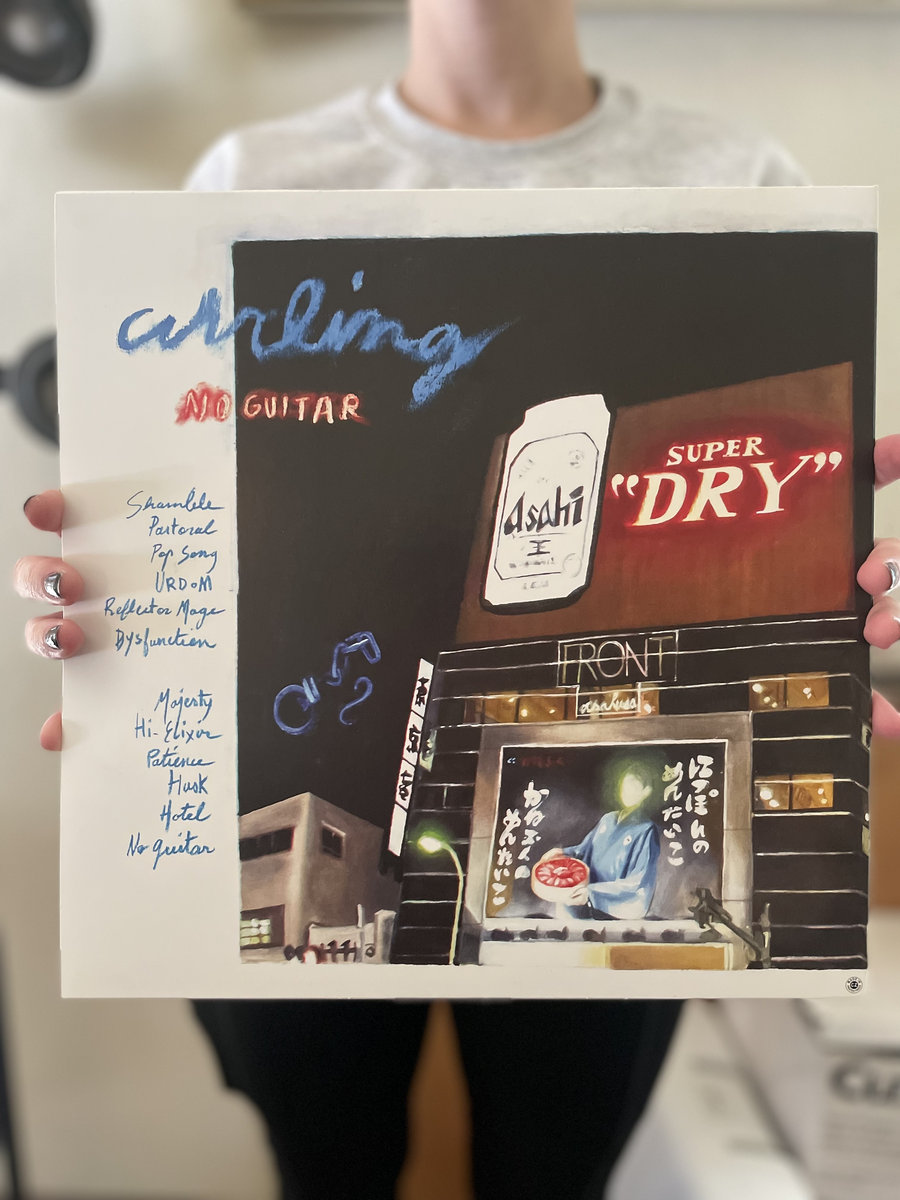 curling
NO GUITAR
Shamble
Pastoral
Pop Song
URDOM
Reflector Mage
Dysfunction
Majesty
Hi-Elixir
Patience
Husk
Hotel
No guitar
Asahi
SUPER
“DRY”
FRONT
にっぽんの
めんたいこ
かねふくの
めんたいこ
Cur